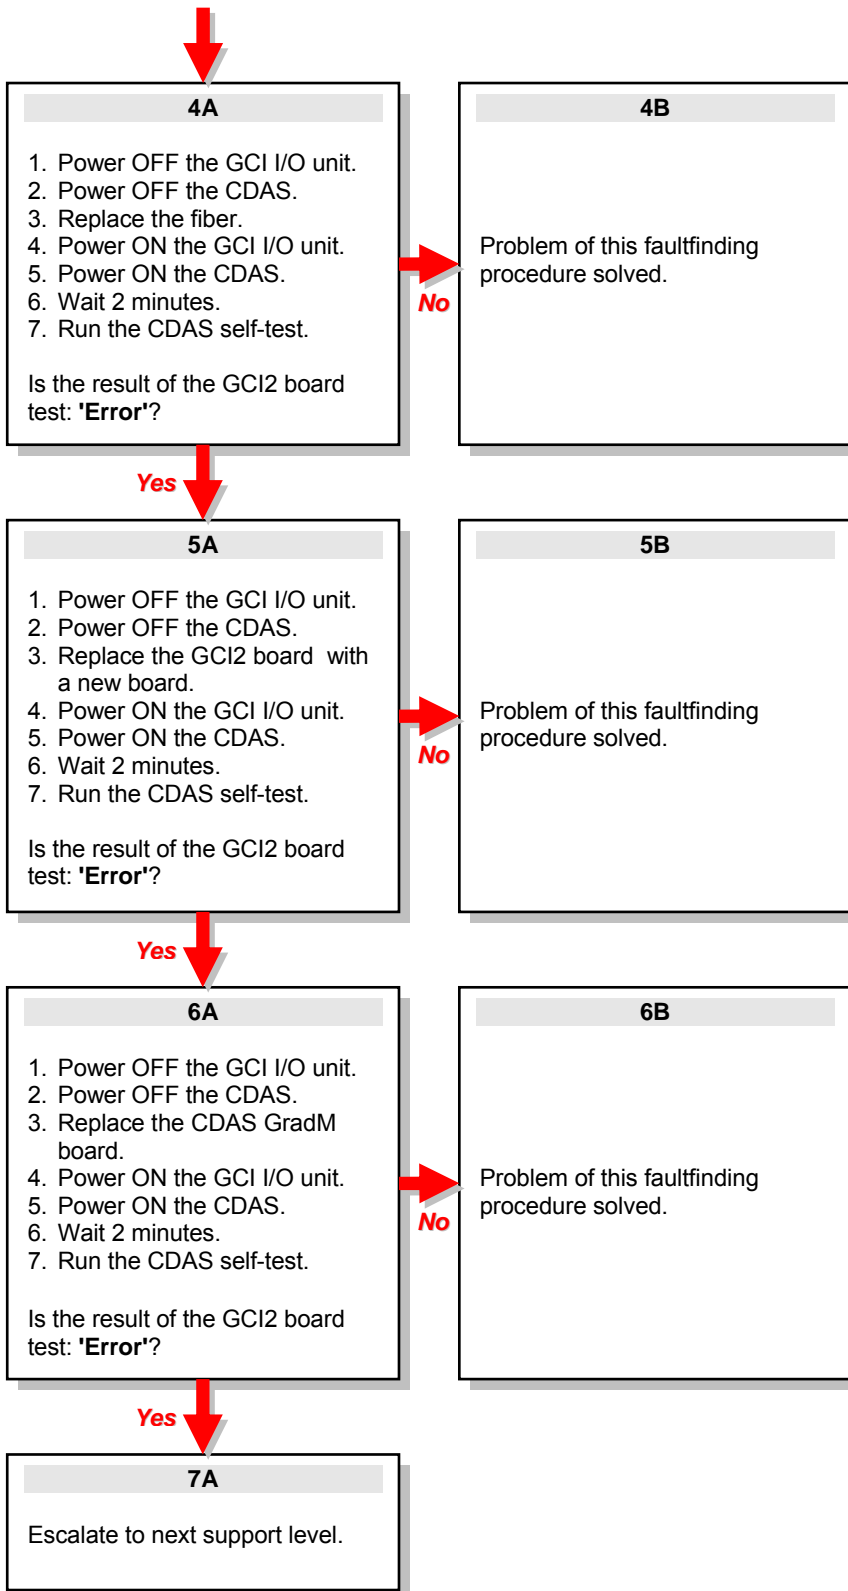 4A
1. Power OFF the GCI I/O unit.
2. Power OFF the CDAS.
3. Replace the fiber.
4. Power ON the GCI I/O unit.
5. Power ON the CDAS.
6. Wait 2 minutes.
7. Run the CDAS self-test.
Is the result of the GCI2 board
test: 'Error'?
No
4B
Problem of this faultfinding
procedure solved.
Yes
5A
1. Power OFF the GCI I/O unit.
2. Power OFF the CDAS.
3. Replace the GCI2 board with
a new board.
4. Power ON the GCI I/O unit.
5. Power ON the CDAS.
6. Wait 2 minutes.
7. Run the CDAS self-test.
Is the result of the GCI2 board
test: 'Error'?
No
5B
Problem of this faultfinding
procedure solved.
Yes
6A
1. Power OFF the GCI I/O unit.
2. Power OFF the CDAS.
3. Replace the CDAS GradM
board.
4. Power ON the GCI I/O unit.
5. Power ON the CDAS.
6. Wait 2 minutes.
7. Run the CDAS self-test.
Is the result of the GCI2 board
test: 'Error'?
No
6B
Problem of this faultfinding
procedure solved.
Yes
7A
Escalate to next support level.